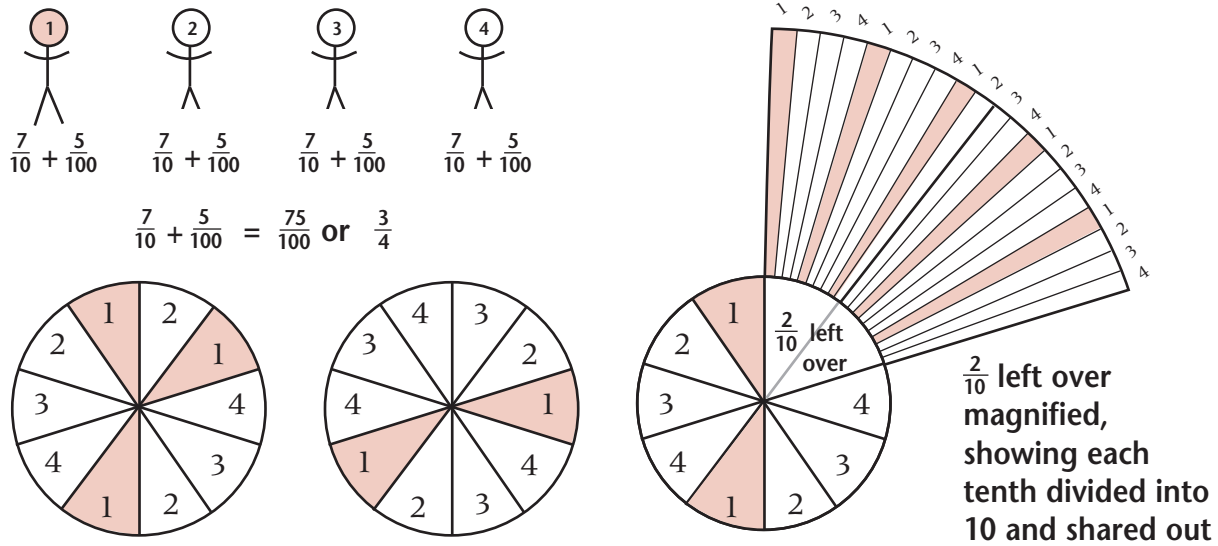 1 2 3 4
7/10 + 5/100 7/10 + 5/100 7/10 + 5/100 7/10 + 5/100
7/10 + 5/100 = 75/100 or 3/4
1 2 3 4 1 2 3 4 1 2 3 4 1 2 3 4 1 2 3 4
1 2
2 1
3 4
4 3
1 2
4 3
3 2
4 1
1 4
2 3
1
2
3 4
4 3
1 2
2/10 left
over
2/10 left over
magnified,
showing each
tenth divided into
10 and shared out